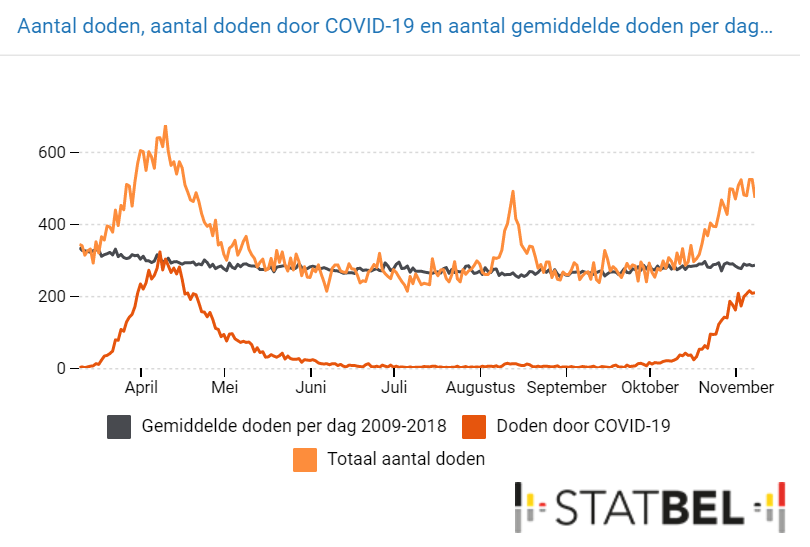 Aantal doden, aantal doden door COVID-19 en aantal gemiddelde doden per dag...
600
400
200
0
April Mei Juni Juli Augustus September Oktober November
Gemiddelde doden per dag 2009-2018 Doden door COVID-19
Totaal aantal doden
STATBEL